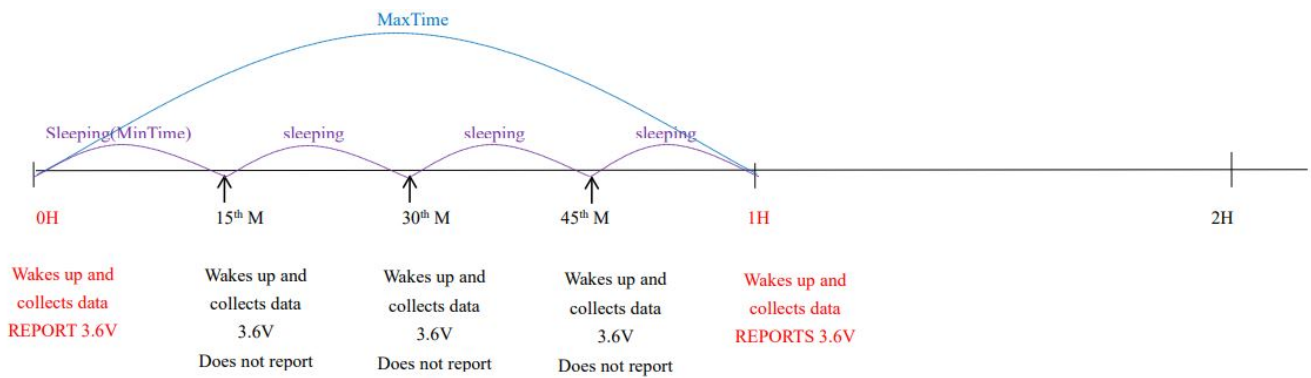 MaxTime
Sleeping(MinTime)
sleeping
sleeping
sleeping
0H
15th M
30th M
45th M
1H
2H
Wakes up and
collects data
REPORT 3.6V
Wakes up and
collects data
3.6V
Does not report
Wakes up and
collects data
3.6V
Does not report
Wakes up and
collects data
3.6V
Does not report
Wakes up and
collects data
REPORTS 3.6V